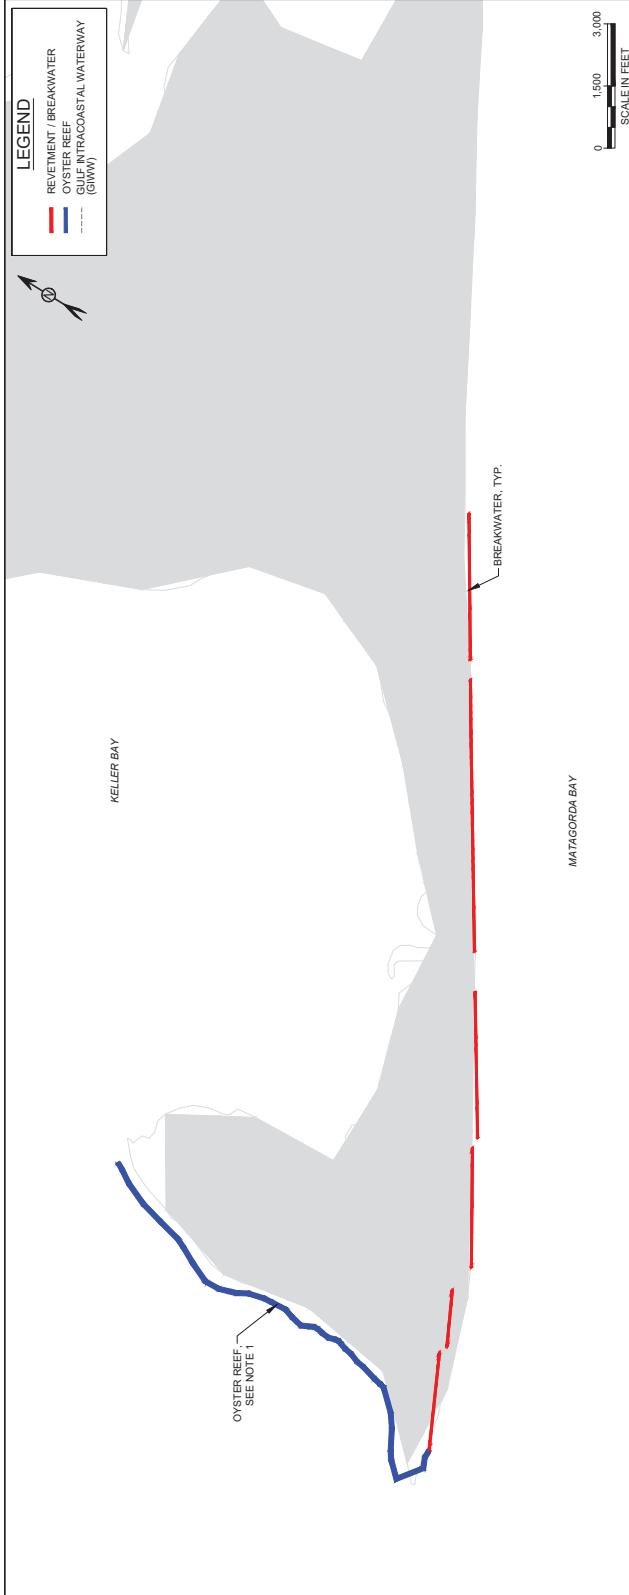 LEGEND
REVETMENT / BREAKWATER
OYSTER REEF
GULF INTRACOASTAL WATERWAY
(GIWW)
N
KELLER BAY
OYSTER REEF,
SEE NOTE 1
BREAKWATER, TYP.
MATAGORDA BAY
0 1,500 3,000
SCALE IN FEET